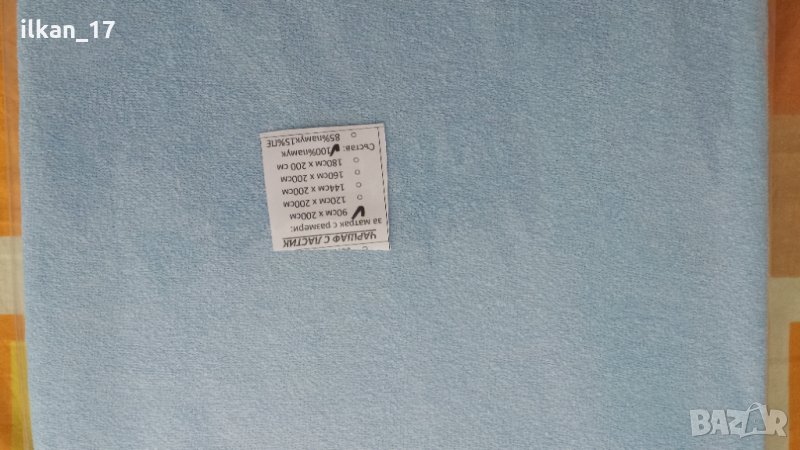 ilkan_17
ЧАРШАФ С ЛАСТИК
за матрак с размери:
90см х 200см
120см х 200см
144см х 200см
160см х 200см
180см х 200 см
Състав:
100%памук
85%памук15%ПЕ
BAZAR